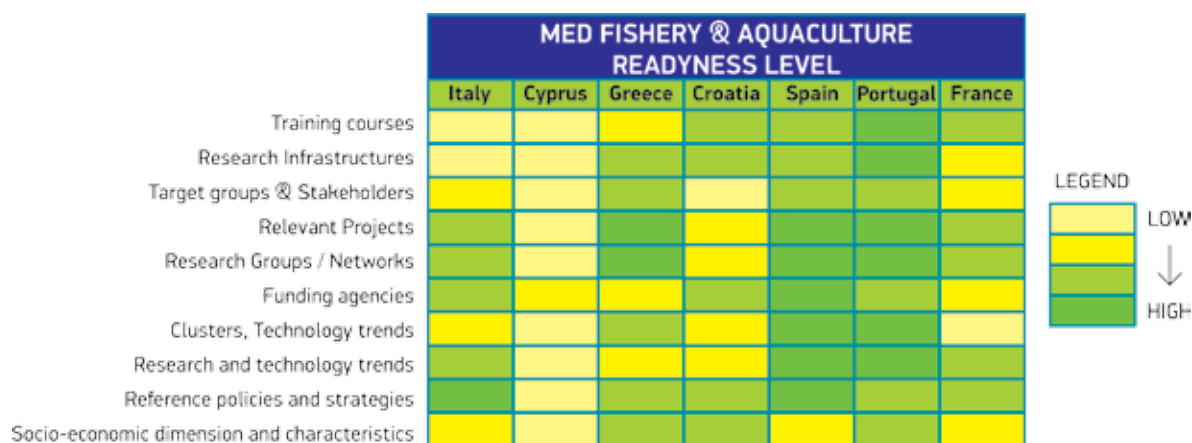 MED FISHERY & AQUACULTURE
READYNESS LEVEL
Italy Cyprus Greece Croatia Spain Portugal France
Training courses
Research Infrastructures
Target groups & Stakeholders
Relevant Projects
Research Groups / Networks
Funding agencies
Clusters, Technology trends
Research and technology trends
Reference policies and strategies
Socio-economic dimension and characteristics
LEGEND
LOW
HIGH